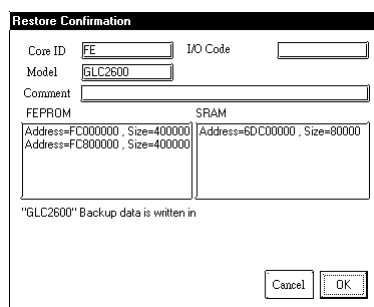 Restore Confirmation
Core ID FE I/O Code
Model GLC2600
Comment
FEPROM SRAM
Address=FC000000 , Size=400000 Address=6DC00000 , Size=80000
Address=FC800000 , Size=400000
"GLC2600" Backup data is written in
Cancel OK